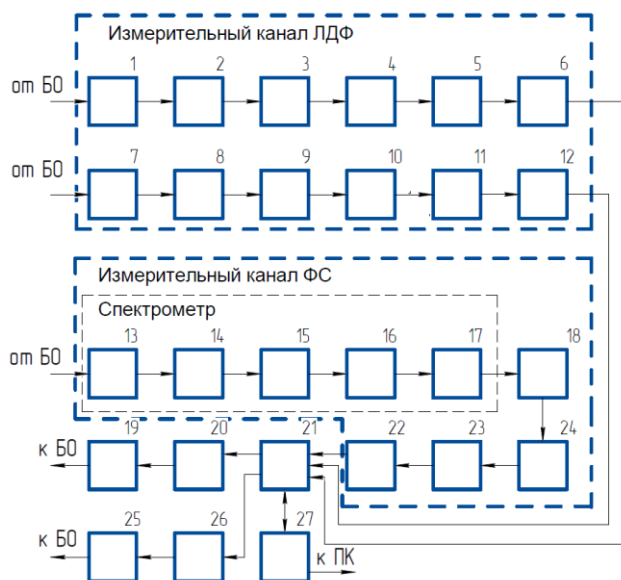 Измерительный канал ЛДФ
1 2 3 4 5 6
от БО
7 8 9 10 11 12
от БО
Измерительный канал ФС
Спектрометр
13 14 15 16 17 18
от БО
19 20 21 22 23 24
к БО
25 26 27
к БО
к ПК